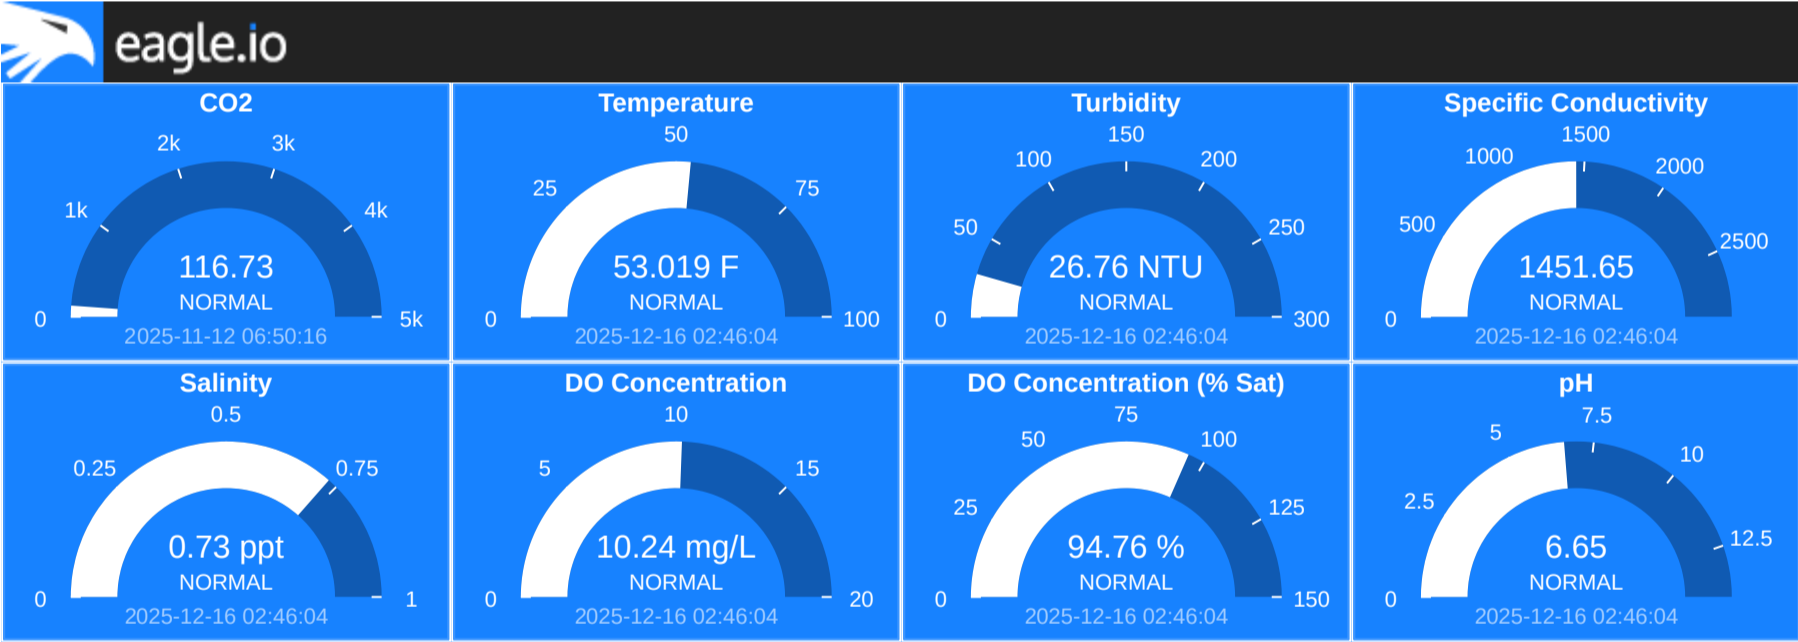 eagle.io
CO2
2k 3k
1k 4k
116.73
NORMAL
0 5k
2025-11-12 06:50:16
Temperature
50
25 75
53.019 F
NORMAL
0 100
2025-12-16 02:46:04
Turbidity
150
100 200
50 250
26.76 NTU
NORMAL
0 300
2025-12-16 02:46:04
Specific Conductivity
1500
1000 2000
500 2500
1451.65
NORMAL
0
2025-12-16 02:46:04
Salinity
0.5
0.25 0.75
0.73 ppt
NORMAL
0 1
2025-12-16 02:46:04
DO Concentration
10
5 15
10.24 mg/L
NORMAL
0 20
2025-12-16 02:46:04
DO Concentration (% Sat)
75
50 100
25 125
94.76 %
NORMAL
0 150
2025-12-16 02:46:04
pH
7.5
5 10
2.5 12.5
6.65
NORMAL
0
2025-12-16 02:46:04